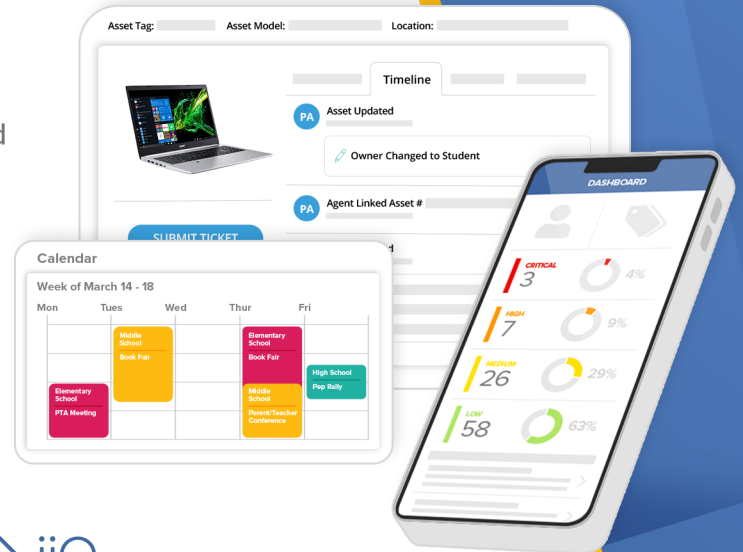 Asset Tag: Asset Model: Location:
Timeline
PA Asset Updated
Owner Changed to Student
PA Agent Linked Asset #
SUBMIT TICKET
d
d
Calendar
Week of March 14 - 18
Mon Tues Wed Thur Fri
Middle
School
Book Fair
Elementary
School
Book Fair
High School
Pep Rally
Elementary
School
PTA Meeting
Middle
School
Parent/Teacher
Conference
DASHBOARD
CRITICAL
3 4%
HIGH
7 9%
MEDIUM
26 29%
LOW
58 63%
iiQ